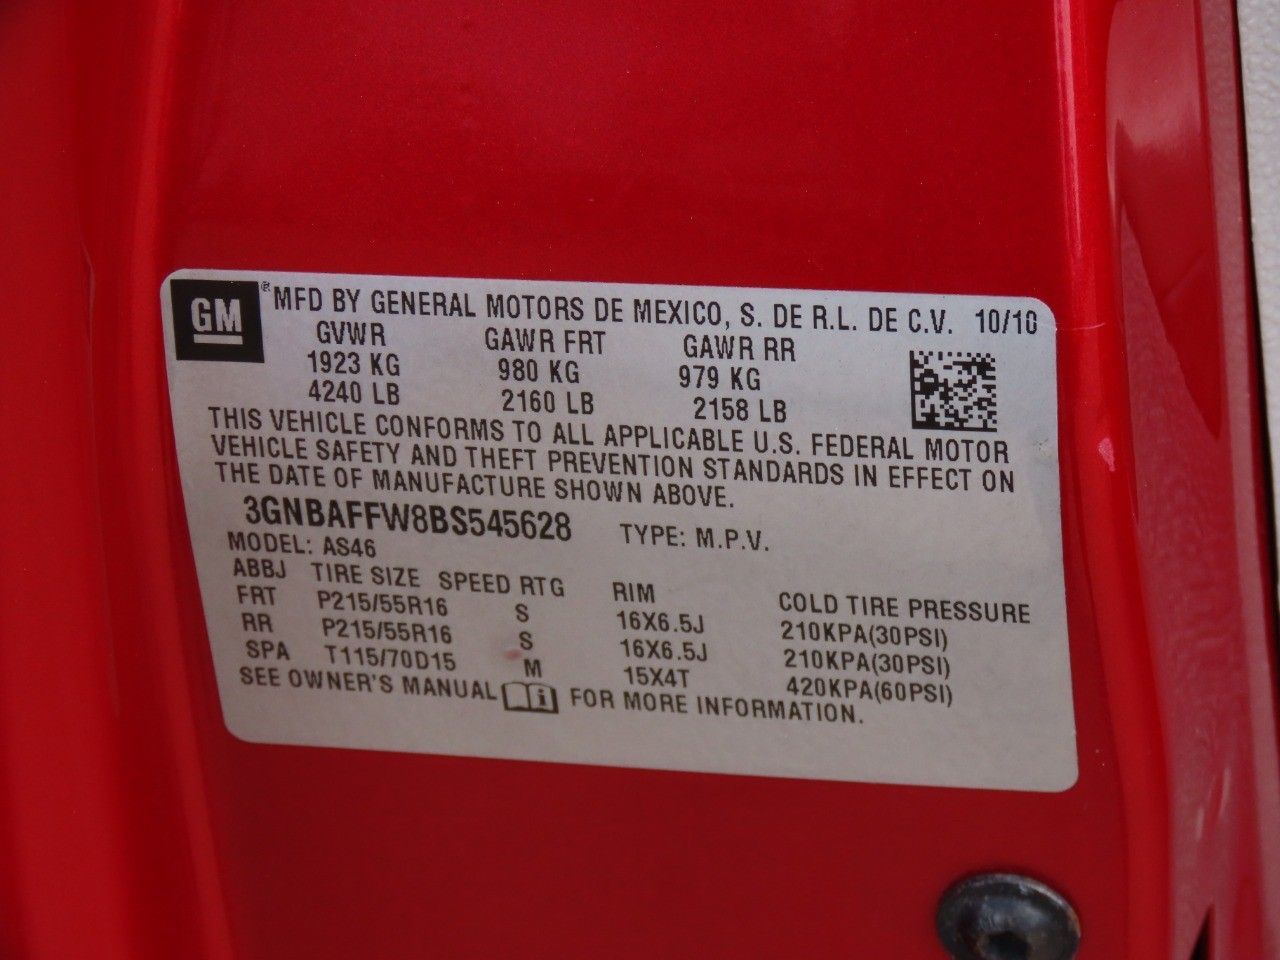 GM ® MFD BY GENERAL MOTORS DE MEXICO, S. DE R.L. DE C.V. 10/10
GVWR GAWR FRT GAWR RR
1923 KG 980 KG 979 KG
4240 LB 2160 LB 2158 LB
THIS VEHICLE CONFORMS TO ALL APPLICABLE U.S. FEDERAL MOTOR
VEHICLE SAFETY AND THEFT PREVENTION STANDARDS IN EFFECT ON
THE DATE OF MANUFACTURE SHOWN ABOVE.
3GNBAFFW8BS545628 TYPE: M.P.V.
MODEL: AS46
ABBJ TIRE SIZE SPEED RTG RIM COLD TIRE PRESSURE
FRT P215/55R16 S 16X6.5J 210KPA(30PSI)
RR P215/55R16 S 16X6.5J 210KPA(30PSI)
SPA T115/70D15 M 15X4T 420KPA(60PSI)
SEE OWNER'S MANUAL i FOR MORE INFORMATION.